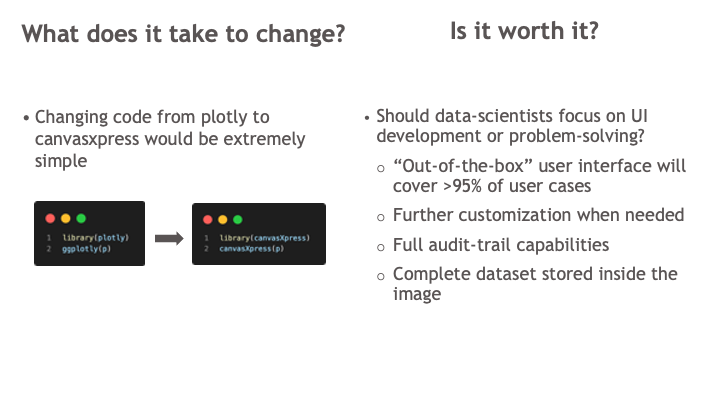 What does it take to change?
• Changing code from plotly to
canvasxpress would be extremely
simple
1 library(plotly)
2 ggplotly(p)
1 library(canvasXpress)
2 canvasXpress(p)
Is it worth it?
• Should data-scientists focus on UI
development or problem-solving?
o “Out-of-the-box” user interface will
cover >95% of user cases
o Further customization when needed
o Full audit-trail capabilities
o Complete dataset stored inside the
image